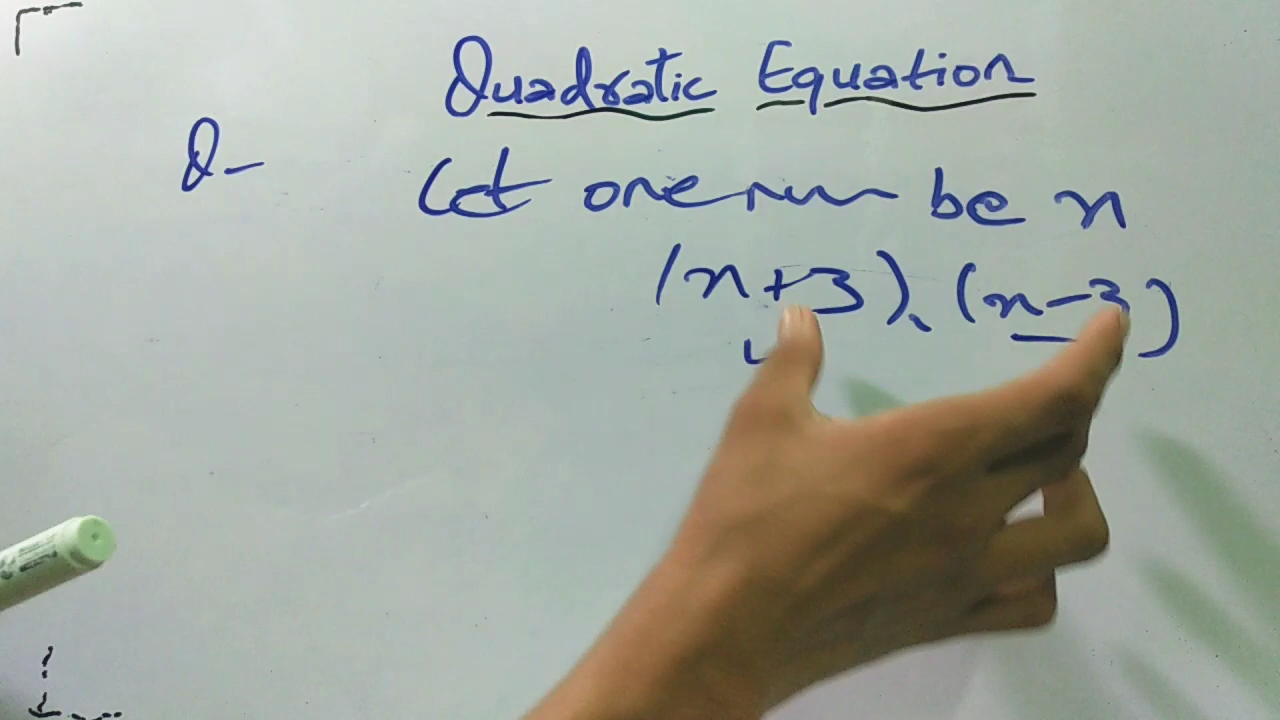 Quadratic Equation
Q- Let one num be n
(n+3), (n-3)